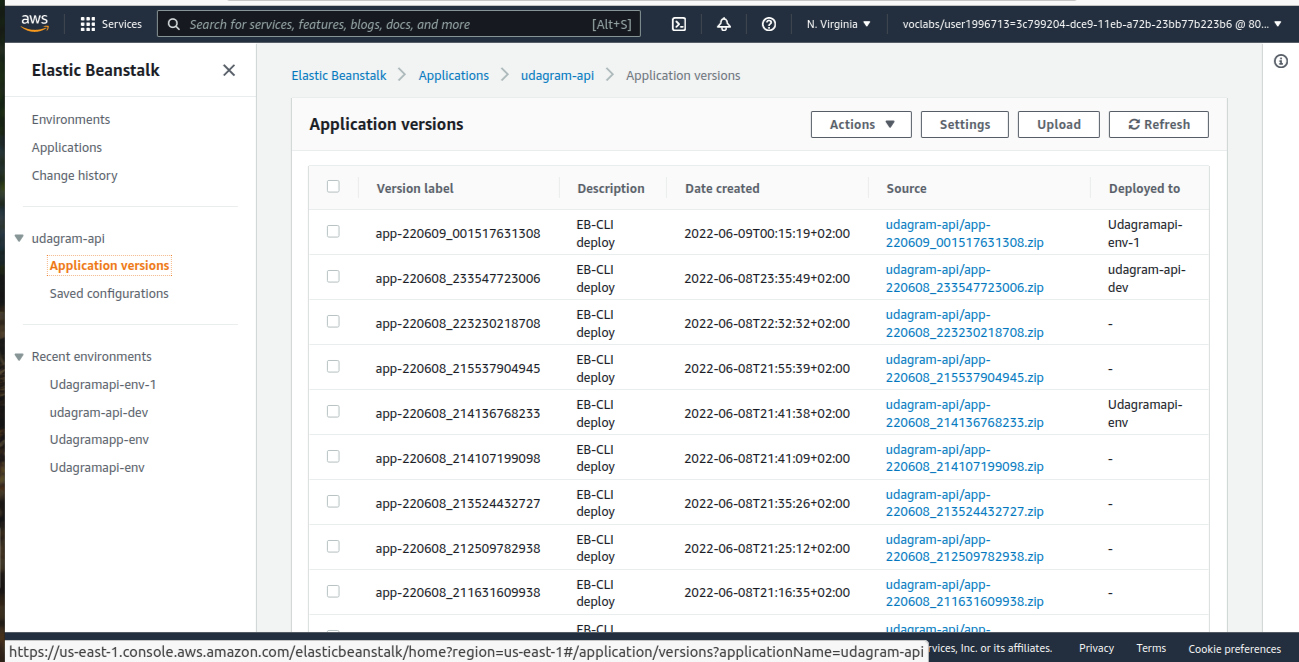 aws Services Search for services, features, blogs, docs, and more [Alt+S] N. Virginia voclabs/user1996713=3c799204-dce9-11eb-a72b-23bb77b223b6 @ 80...
Elastic Beanstalk
Environments
Applications
Change history
udagram-api
Application versions
Saved configurations
Recent environments
Udagramapi-env-1
udagram-api-dev
Udagramapp-env
Udagramapi-env
Elastic Beanstalk Applications udagram-api Application versions
Application versions Actions Settings Upload Refresh
Version label Description Date created Source Deployed to
app-220609_001517631308 EB-CLI deploy 2022-06-09T00:15:19+02:00 udagram-api/app-220609_001517631308.zip Udagramapi-env-1
app-220608_233547723006 EB-CLI deploy 2022-06-08T23:35:49+02:00 udagram-api/app-220608_233547723006.zip udagram-api-dev
app-220608_223230218708 EB-CLI deploy 2022-06-08T22:32:32+02:00 udagram-api/app-220608_223230218708.zip -
app-220608_215537904945 EB-CLI deploy 2022-06-08T21:55:39+02:00 udagram-api/app-220608_215537904945.zip -
app-220608_214136768233 EB-CLI deploy 2022-06-08T21:41:38+02:00 udagram-api/app-220608_214136768233.zip Udagramapi-env
app-220608_214107199098 EB-CLI deploy 2022-06-08T21:41:09+02:00 udagram-api/app-220608_214107199098.zip -
app-220608_213524432727 EB-CLI deploy 2022-06-08T21:35:26+02:00 udagram-api/app-220608_213524432727.zip -
app-220608_212509782938 EB-CLI deploy 2022-06-08T21:25:12+02:00 udagram-api/app-220608_212509782938.zip -
app-220608_211631609938 EB-CLI deploy 2022-06-08T21:16:35+02:00 udagram-api/app-220608_211631609938.zip -
EB-CLI udagram-api/app-
https://us-east-1.console.aws.amazon.com/elasticbeanstalk/home?region=us-east-1#/application/versions?applicationName=udagram-api rvices, Inc. or its affiliates. Privacy Terms Cookie preferences